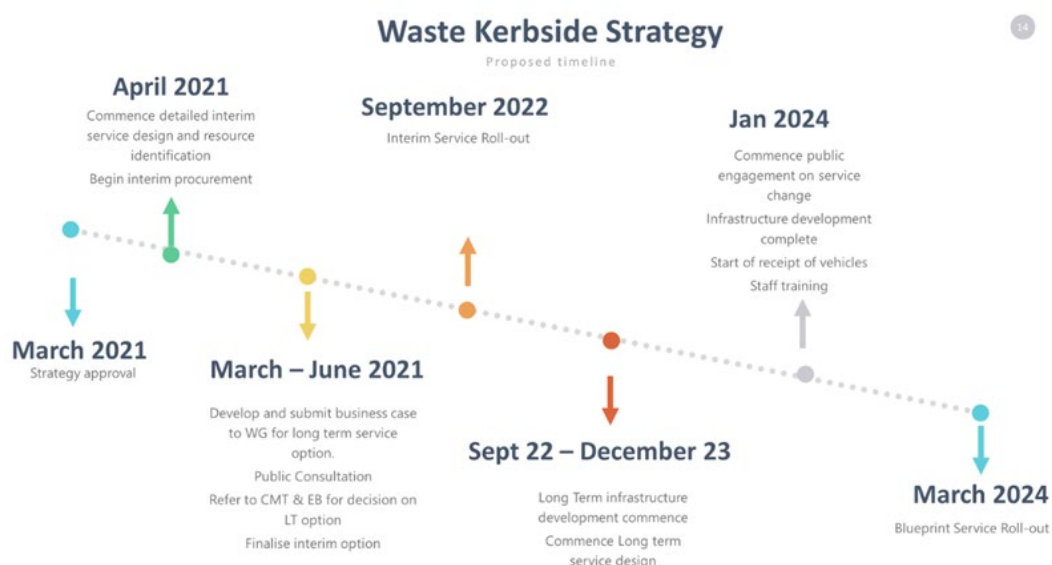 Waste Kerbside Strategy
14
Proposed timeline
April 2021
Commence detailed interim
service design and resource
identification
Begin interim procurement
September 2022
Interim Service Roll-out
Jan 2024
Commence public
engagement on service
change
Infrastructure development
complete
Start of receipt of vehicles
Staff training
March 2021
Strategy approval
March – June 2021
Develop and submit business case
to WG for long term service
option.
Public Consultation
Refer to CMT & EB for decision on
LT option
Finalise interim option
Sept 22 – December 23
Long Term infrastructure
development commence
Commence Long term
service design
March 2024
Blueprint Service Roll-out